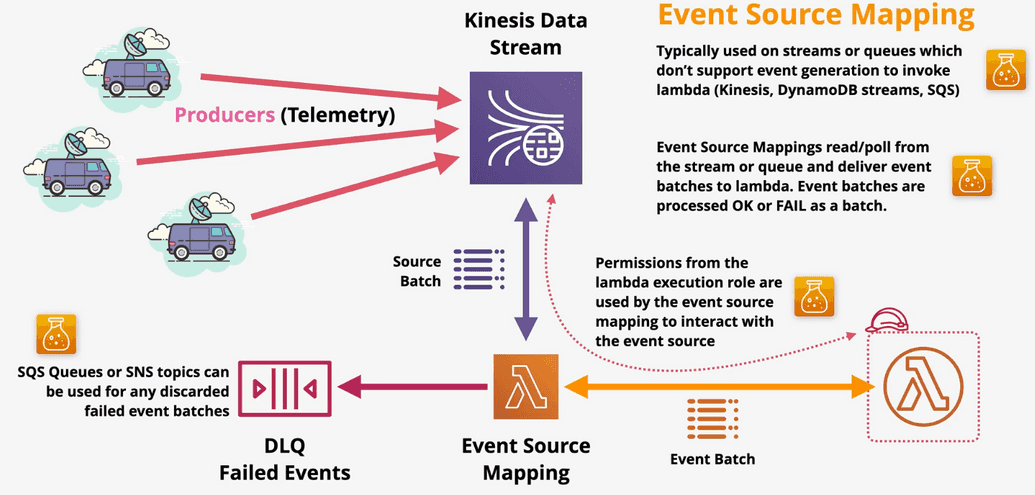 Kinesis Data
Stream
Event Source Mapping
Typically used on streams or queues which
don’t support event generation to invoke
lambda (Kinesis, DynamoDB streams, SQS)
Producers (Telemetry)
Event Source Mappings read/poll from
the stream or queue and deliver event
batches to lambda. Event batches are
processed OK or FAIL as a batch.
Source
Batch
Permissions from the
lambda execution role are
used by the event source
mapping to interact with
the event source
SQS Queues or SNS topics can
be used for any discarded
failed event batches
DLQ
Failed Events
Event Source
Mapping
Event Batch